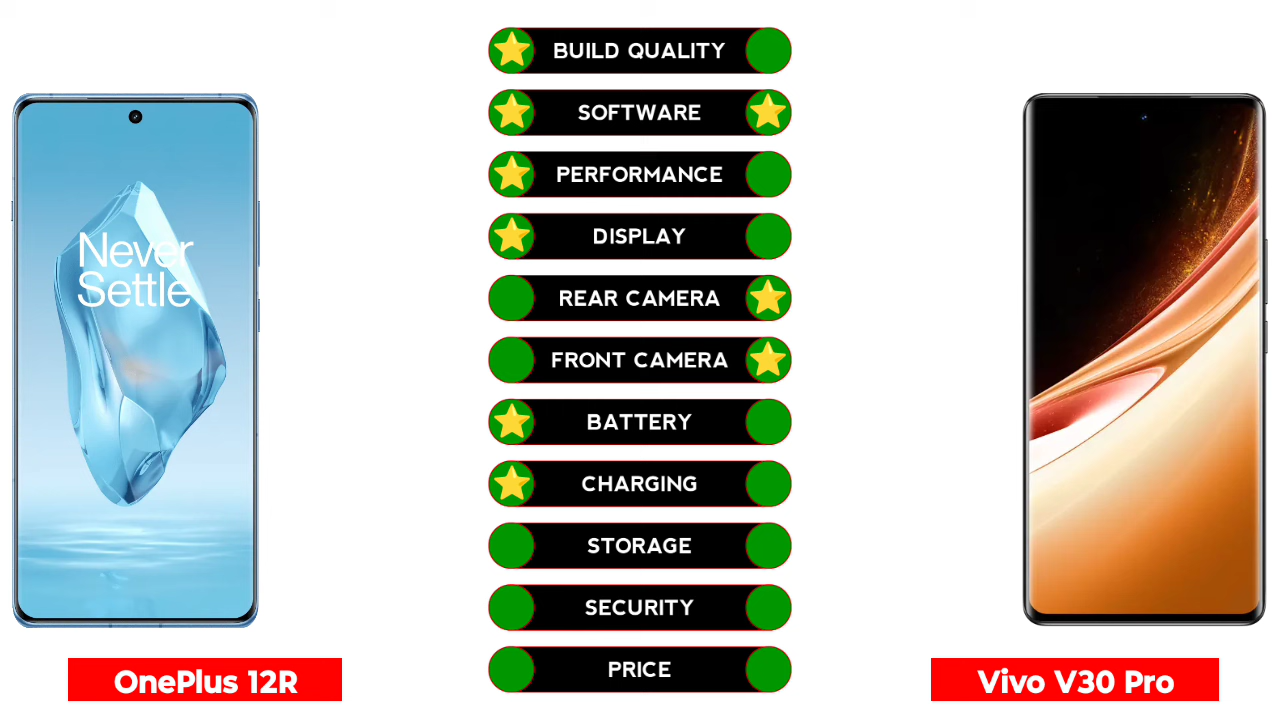 BUILD QUALITY
SOFTWARE
PERFORMANCE
DISPLAY
REAR CAMERA
FRONT CAMERA
BATTERY
CHARGING
STORAGE
SECURITY
PRICE
Never
Settle
OnePlus 12R
Vivo V30 Pro